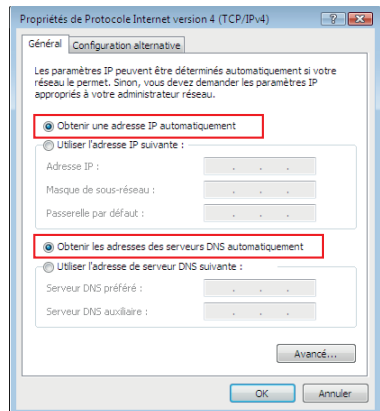 Propriétés de Protocole Internet version 4 (TCP/IPv4)
Général
Configuration alternative
Les paramètres IP peuvent être déterminés automatiquement si votre
réseau le permet. Sinon, vous devez demander les paramètres IP
appropriés à votre administrateur réseau.
Obtenir une adresse IP automatiquement
Utiliser l'adresse IP suivante :
Adresse IP :
Masque de sous-réseau :
Passerelle par défaut :
Obtenir les adresses des serveurs DNS automatiquement
Utiliser l'adresse de serveur DNS suivante :
Serveur DNS préféré :
Serveur DNS auxiliaire :
Avancé...
OK
Annuler